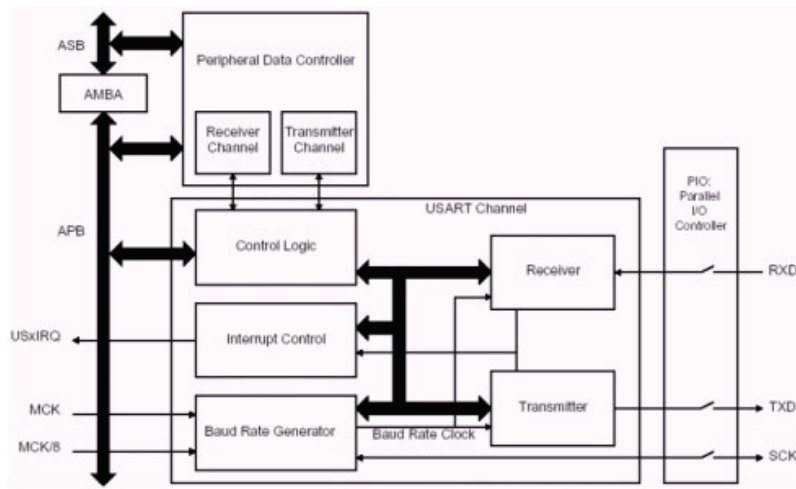 ASB
Peripheral Data Controller
AMBA
Receiver
Channel
Transmitter
Channel
PIO:
Parallel
I/O
Controller
USART Channel
APB
Control Logic
Receiver
RXD
USxIRQ
Interrupt Control
MCK
Baud Rate Generator
Transmitter
TXD
Baud Rate Clock
MCK/8
SCK